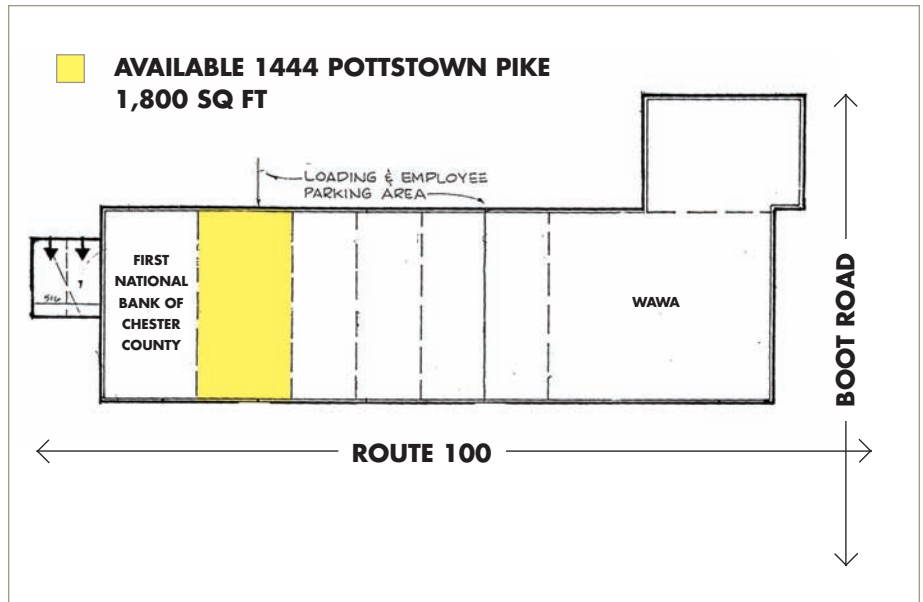 AVAILABLE 1444 POTTSTOWN PIKE
1,800 SQ FT
LOADING & EMPLOYEE
PARKING AREA
FIRST
NATIONAL
BANK OF
CHESTER
COUNTY
WAWA
BOOT ROAD
ROUTE 100